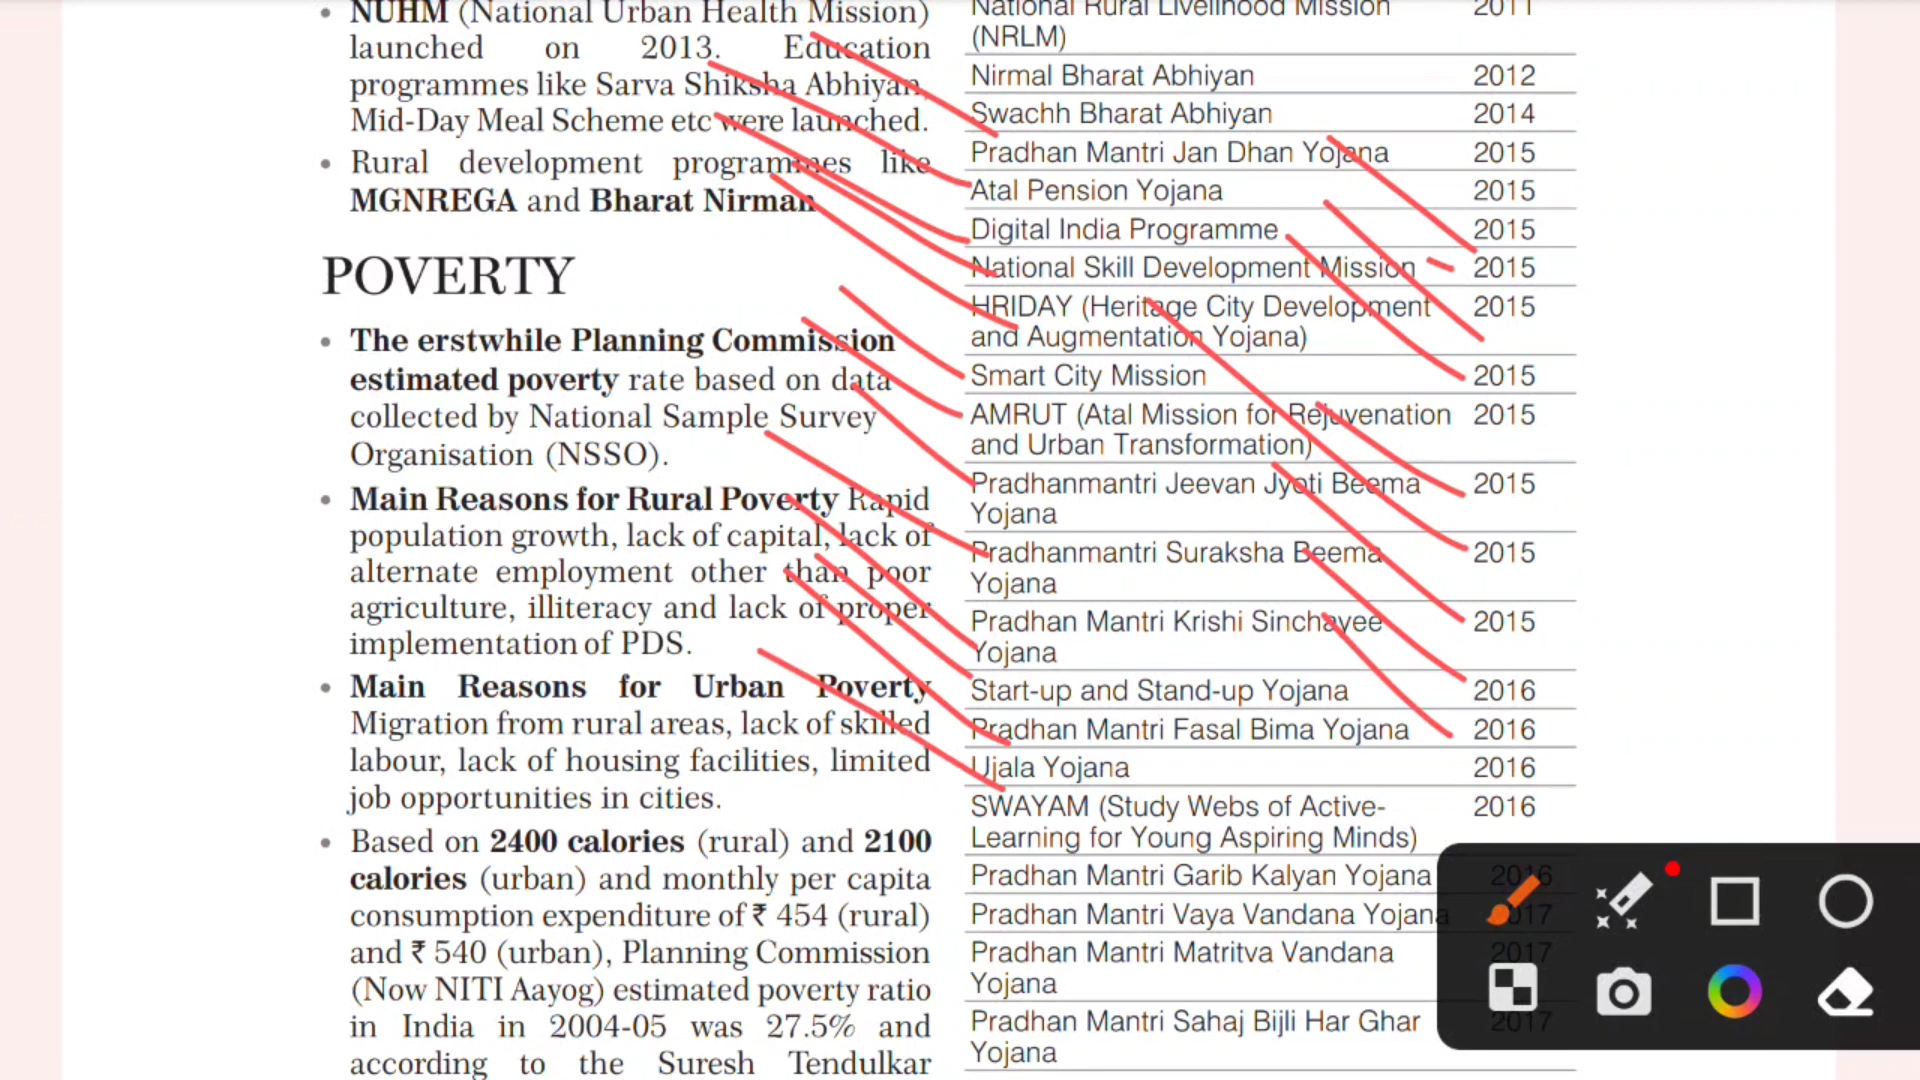 • NUHM (National Urban Health Mission)
launched on 2013. Education
programmes like Sarva Shiksha Abhiyan,
Mid-Day Meal Scheme etc were launched.
• Rural development programmes like
MGNREGA and Bharat Nirman
POVERTY
• The erstwhile Planning Commission
estimated poverty rate based on data
collected by National Sample Survey
Organisation (NSSO).
• Main Reasons for Rural Poverty Rapid
population growth, lack of capital, lack of
alternate employment other than poor
agriculture, illiteracy and lack of proper
implementation of PDS.
• Main Reasons for Urban Poverty
Migration from rural areas, lack of skilled
labour, lack of housing facilities, limited
job opportunities in cities.
• Based on 2400 calories (rural) and 2100
calories (urban) and monthly per capita
consumption expenditure of ₹ 454 (rural)
and ₹ 540 (urban), Planning Commission
(Now NITI Aayog) estimated poverty ratio
in India in 2004-05 was 27.5% and
according to the Suresh Tendulkar
National Rural Livelihood Mission 2011
(NRLM)
Nirmal Bharat Abhiyan 2012
Swachh Bharat Abhiyan 2014
Pradhan Mantri Jan Dhan Yojana 2015
Atal Pension Yojana 2015
Digital India Programme 2015
National Skill Development Mission 2015
HRIDAY (Heritage City Development 2015
and Augmentation Yojana)
Smart City Mission 2015
AMRUT (Atal Mission for Rejuvenation 2015
and Urban Transformation)
Pradhanmantri Jeevan Jyoti Beema 2015
Yojana
Pradhanmantri Suraksha Beema 2015
Yojana
Pradhan Mantri Krishi Sinchayee 2015
Yojana
Start-up and Stand-up Yojana 2016
Pradhan Mantri Fasal Bima Yojana 2016
Ujala Yojana 2016
SWAYAM (Study Webs of Active- 2016
Learning for Young Aspiring Minds)
Pradhan Mantri Garib Kalyan Yojana 2016
Pradhan Mantri Vaya Vandana Yojana 2017
Pradhan Mantri Matritva Vandana 2017
Yojana
Pradhan Mantri Sahaj Bijli Har Ghar 2017
Yojana